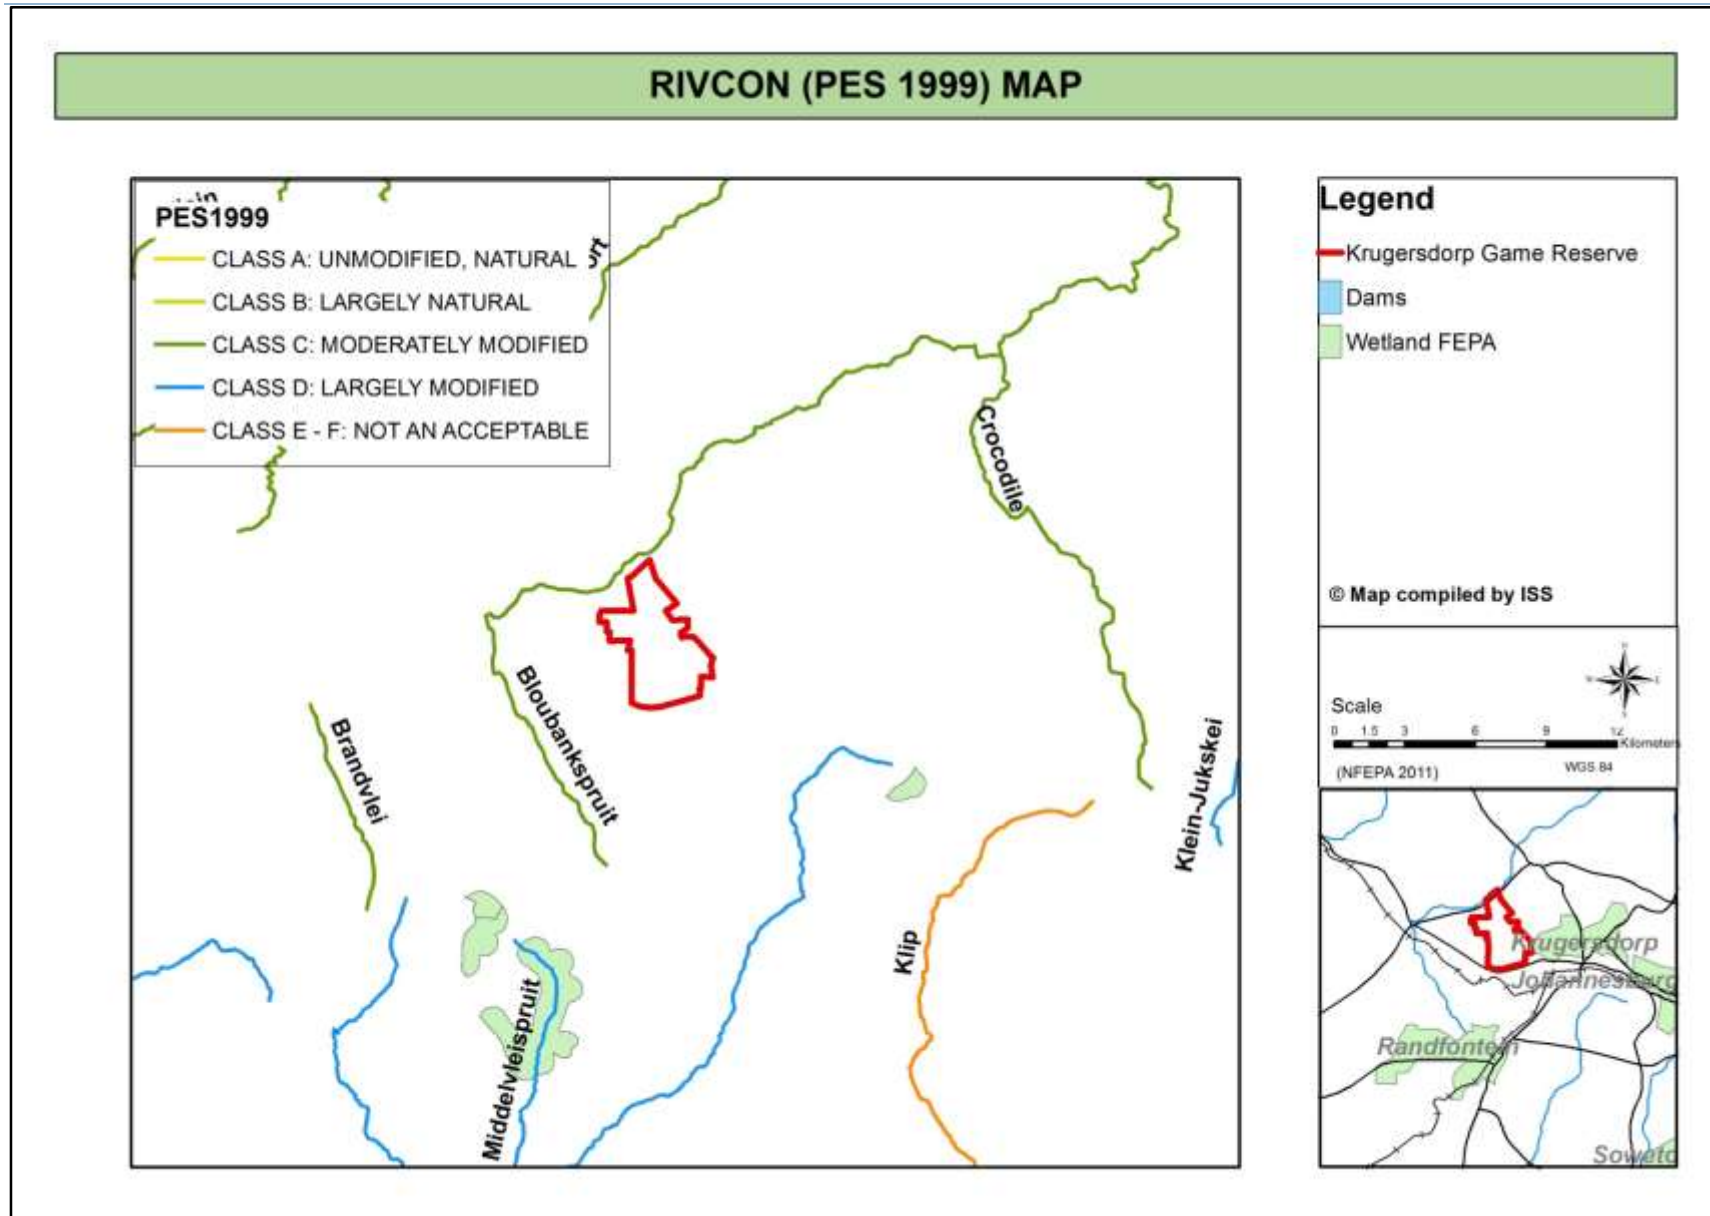 RIVCON (PES 1999) MAP
PES1999
CLASS A: UNMODIFIED, NATURAL
CLASS B: LARGELY NATURAL
CLASS C: MODERATELY MODIFIED
CLASS D: LARGELY MODIFIED
CLASS E - F: NOT AN ACCEPTABLE
Crocodile
Bloubankspruit
Brandvlei
Klein-Jukskei
Klip
Middelvleispruit
Legend
Krugersdorp Game Reserve
Dams
Wetland FEPA
© Map compiled by ISS
N
W E
S
Scale
0 1.5 3 6 9 12
Kilometers
(NFEPA 2011) WGS 84
Krugersdorp
Johannesburg
Randfontein
Soweto